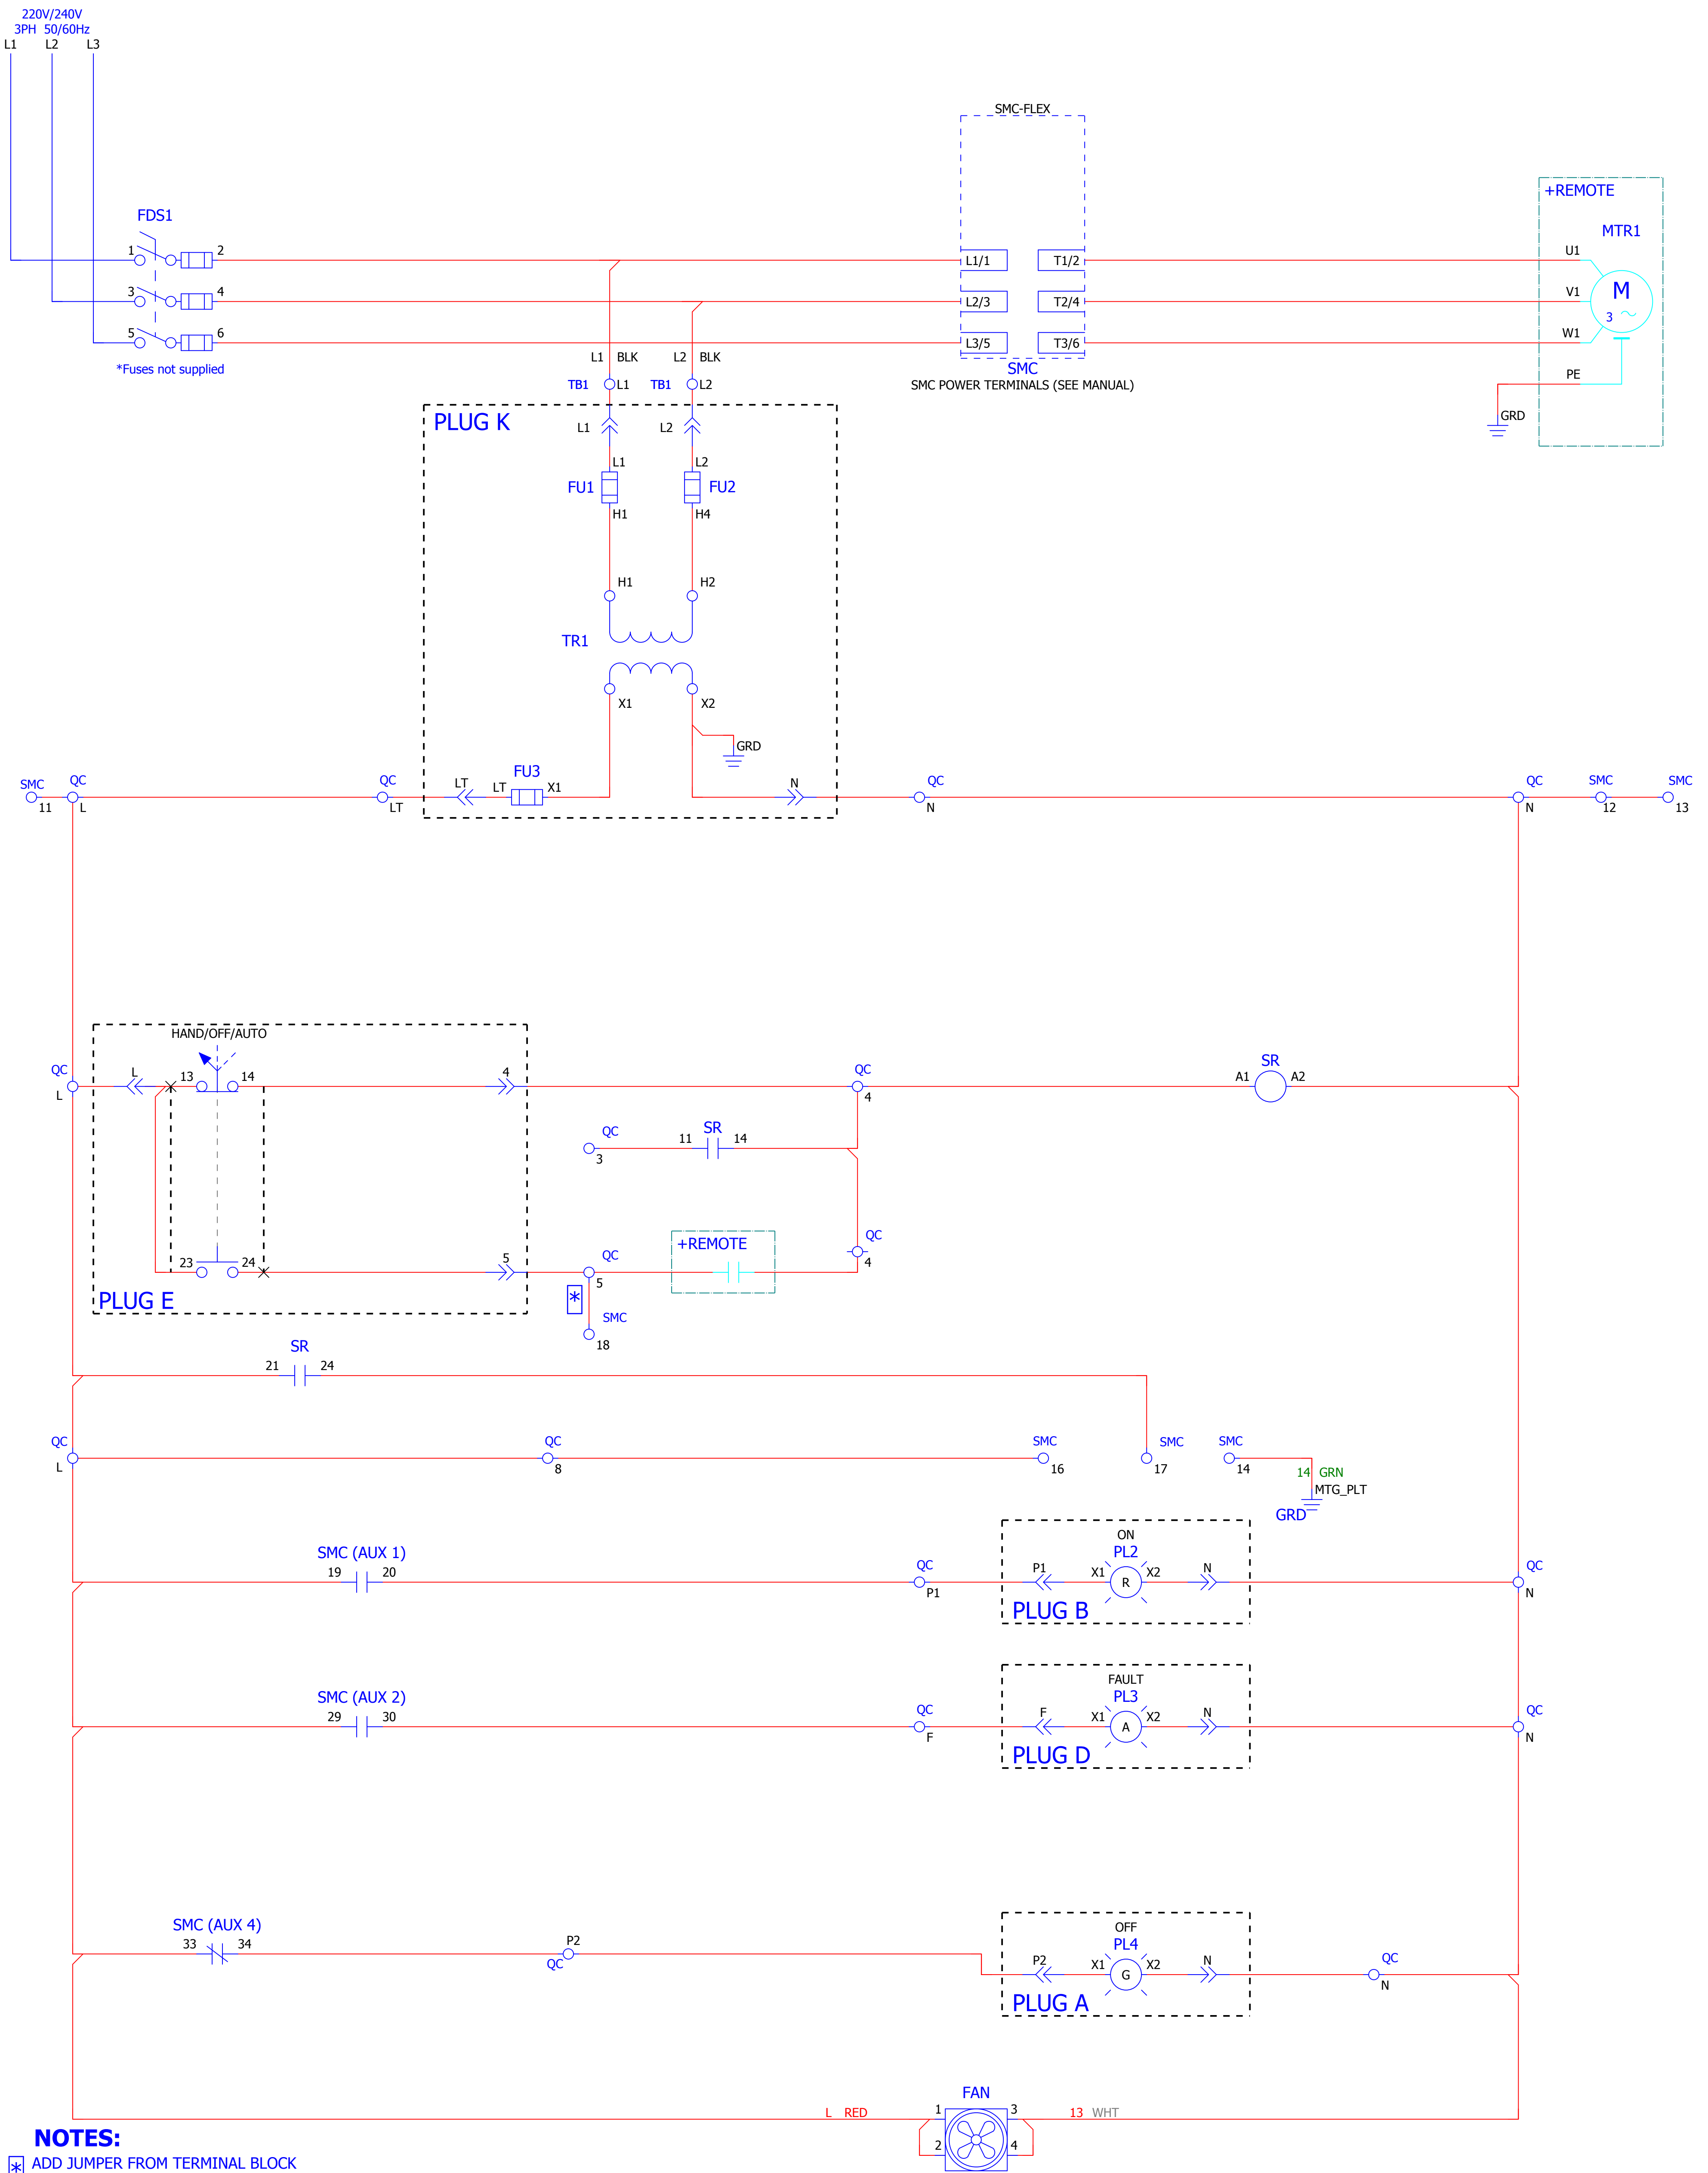 220V/240V
3PH 50/60Hz
L1 L2 L3
SMC-FLEX
+REMOTE
FDS1
MTR1
1 2
L1/1 T1/2
U1
3 4
L2/3 T2/4
V1
M
3
5 6
L3/5 T3/6
W1
*Fuses not supplied
L1 BLK L2 BLK
SMC
SMC POWER TERMINALS (SEE MANUAL)
PE
TB1 L1 TB1 L2
GRD
PLUG K
L1 L2
L1 L2
FU1 FU2
H1 H4
H1 H2
TR1
X1 X2
GRD
SMC QC QC LT LT FU3 X1 N QC QC SMC SMC
11 L LT N N 12 13
HAND/OFF/AUTO
QC L 13 14 4 QC A1 SR A2
L 4
QC 11 SR 14
3
+REMOTE QC
4
23 24 5 QC
5
PLUG E
*
SMC
18
SR
21 24
QC QC SMC SMC SMC
L 8 16 17 14
14 GRN
MTG_PLT
GRD
ON
SMC (AUX 1) PL2
19 20 QC P1 X1 R X2 N QC
P1 N
PLUG B
FAULT
SMC (AUX 2) PL3
29 30 QC F X1 A X2 N QC
F N
PLUG D
OFF
SMC (AUX 4) PL4
33 34 P2 P2 X1 G X2 N QC
QC N
PLUG A
FAN
L RED 1 3 13 WHT
2 4
NOTES:
* ADD JUMPER FROM TERMINAL BLOCK